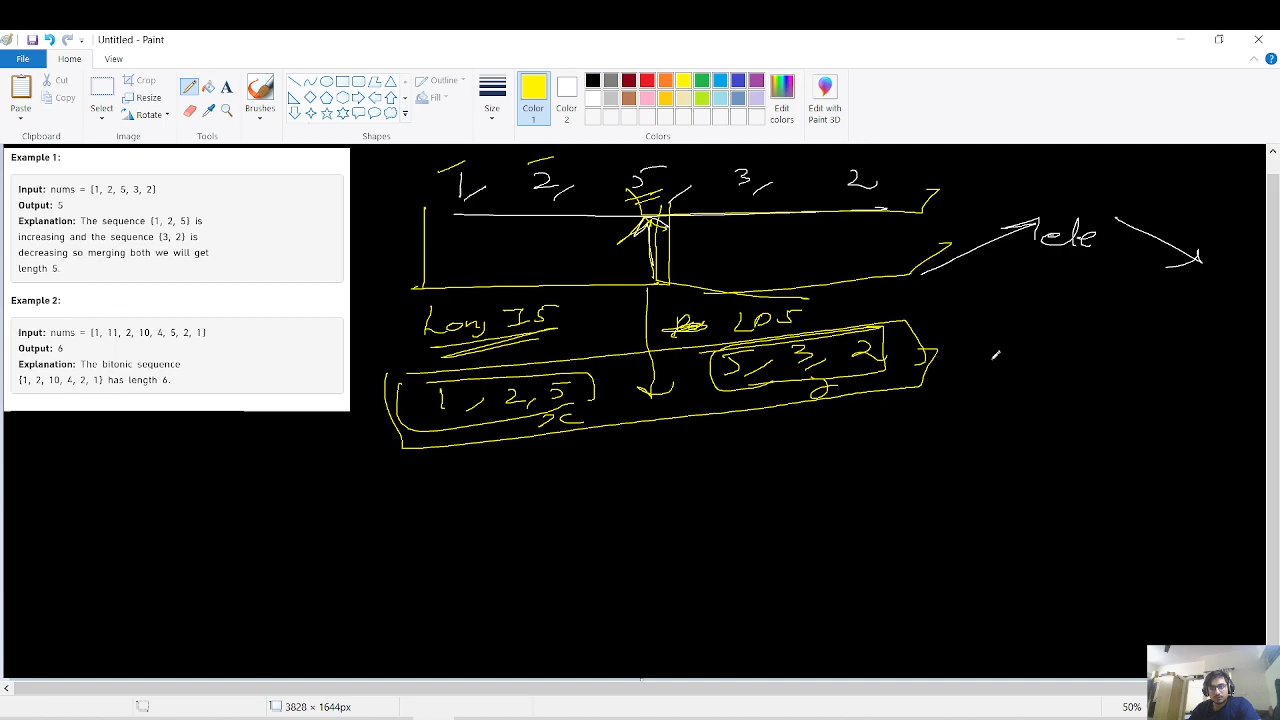 Untitled - Paint
File
Home
View
Paste
Cut
Copy
Select
Crop
Resize
Rotate
Brushes
Outline
Fill
Size
Color
1
Color
2
Edit
colors
Edit with
Paint 3D
Clipboard
Image
Tools
Shapes
Colors
Example 1:
Input: nums = [1, 2, 5, 3, 2]
Output: 5
Explanation: The sequence {1, 2, 5} is
increasing and the sequence {3, 2} is
decreasing so merging both we will get
length 5.
Example 2:
Input: nums = [1, 11, 2, 10, 4, 5, 2, 1]
Output: 6
Explanation: The bitonic sequence
{1, 2, 10, 4, 2, 1} has length 6.
1, 2, 5, 3, 2
ele
Long IS
LDS
5, 3, 2
y
1, 2, 5
x
3828 × 1644px
50%